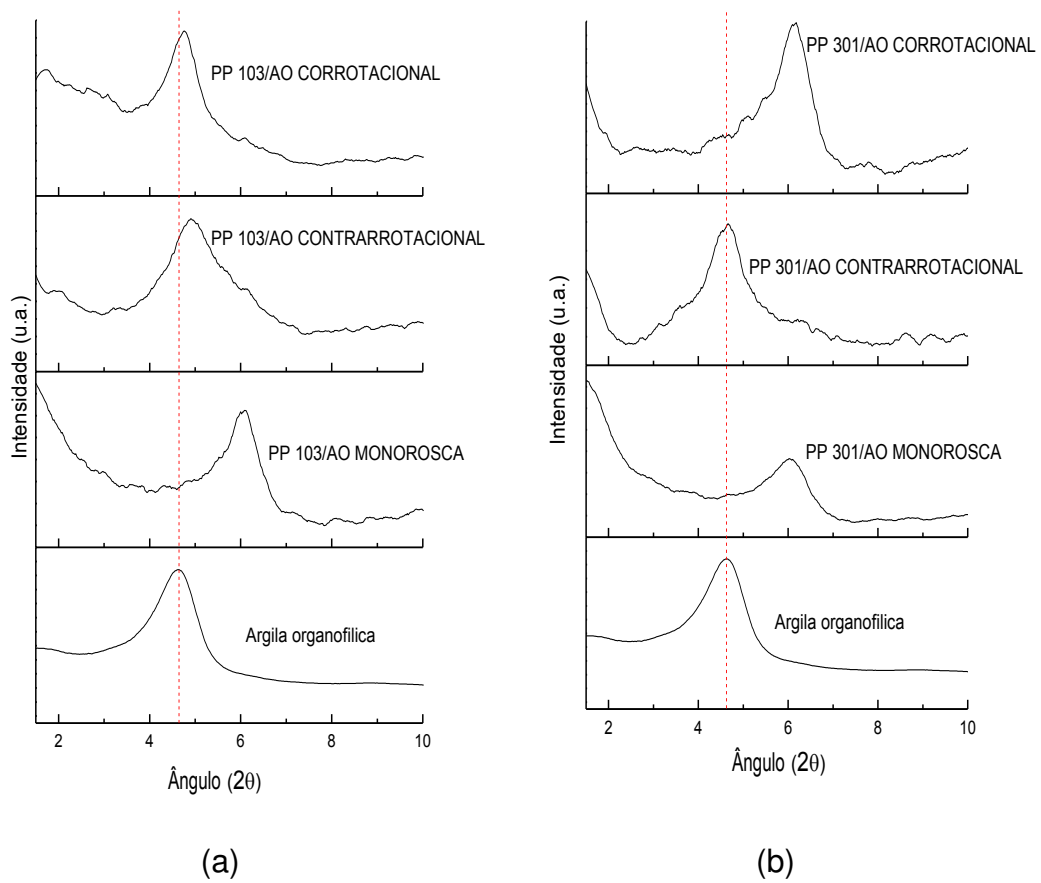 PP 103/AO CORROTACIONAL
PP 103/AO CONTRARROTACIONAL
PP 103/AO MONOROSCA
Argila organofilica
Intensidade (u.a.)
2 4 6 8 10
Ângulo (2θ)
(a)
PP 301/AO CORROTACIONAL
PP 301/AO CONTRARROTACIONAL
PP 301/AO MONOROSCA
Argila organofilica
Intensidade (u.a.)
2 4 6 8 10
Ângulo (2θ)
(b)